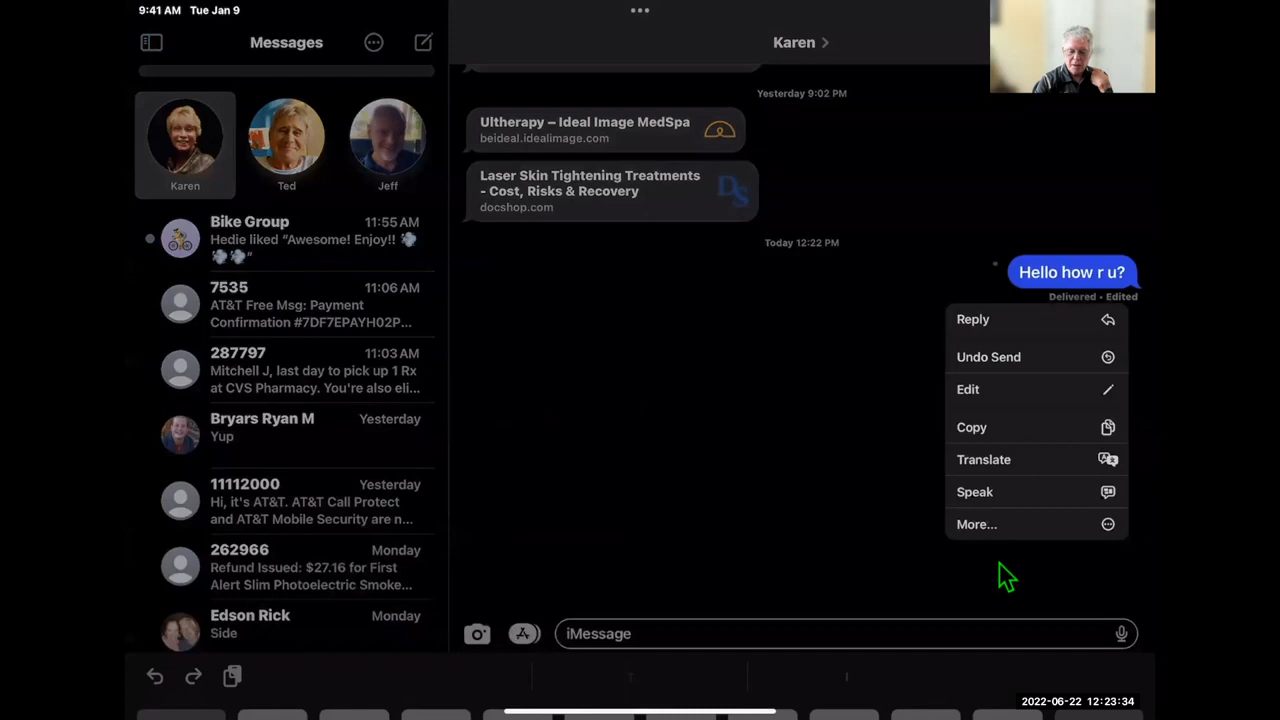 9:41 AM Tue Jan 9
Messages
Karen
Ted
Jeff
Bike Group 11:55 AM
Hedie liked “Awesome! Enjoy!! 💨
💨💨”
7535 11:06 AM
AT&T Free Msg: Payment
Confirmation #7DF7EPAYH02P...
287797 11:03 AM
Mitchell J, last day to pick up 1 Rx
at CVS Pharmacy. You're also eli...
Bryars Ryan M Yesterday
Yup
11112000 Yesterday
Hi, it's AT&T. AT&T Call Protect
and AT&T Mobile Security are n...
262966 Monday
Refund Issued: $27.16 for First
Alert Slim Photoelectric Smoke...
Edson Rick Monday
Side
Karen >
Yesterday 9:02 PM
Ultherapy – Ideal Image MedSpa
beideal.idealimage.com
Laser Skin Tightening Treatments
- Cost, Risks & Recovery
docshop.com
DS
Today 12:22 PM
Hello how r u?
Delivered • Edited
Reply
Undo Send
Edit
Copy
Translate
Speak
More...
iMessage
I
2022-06-22 12:23:34